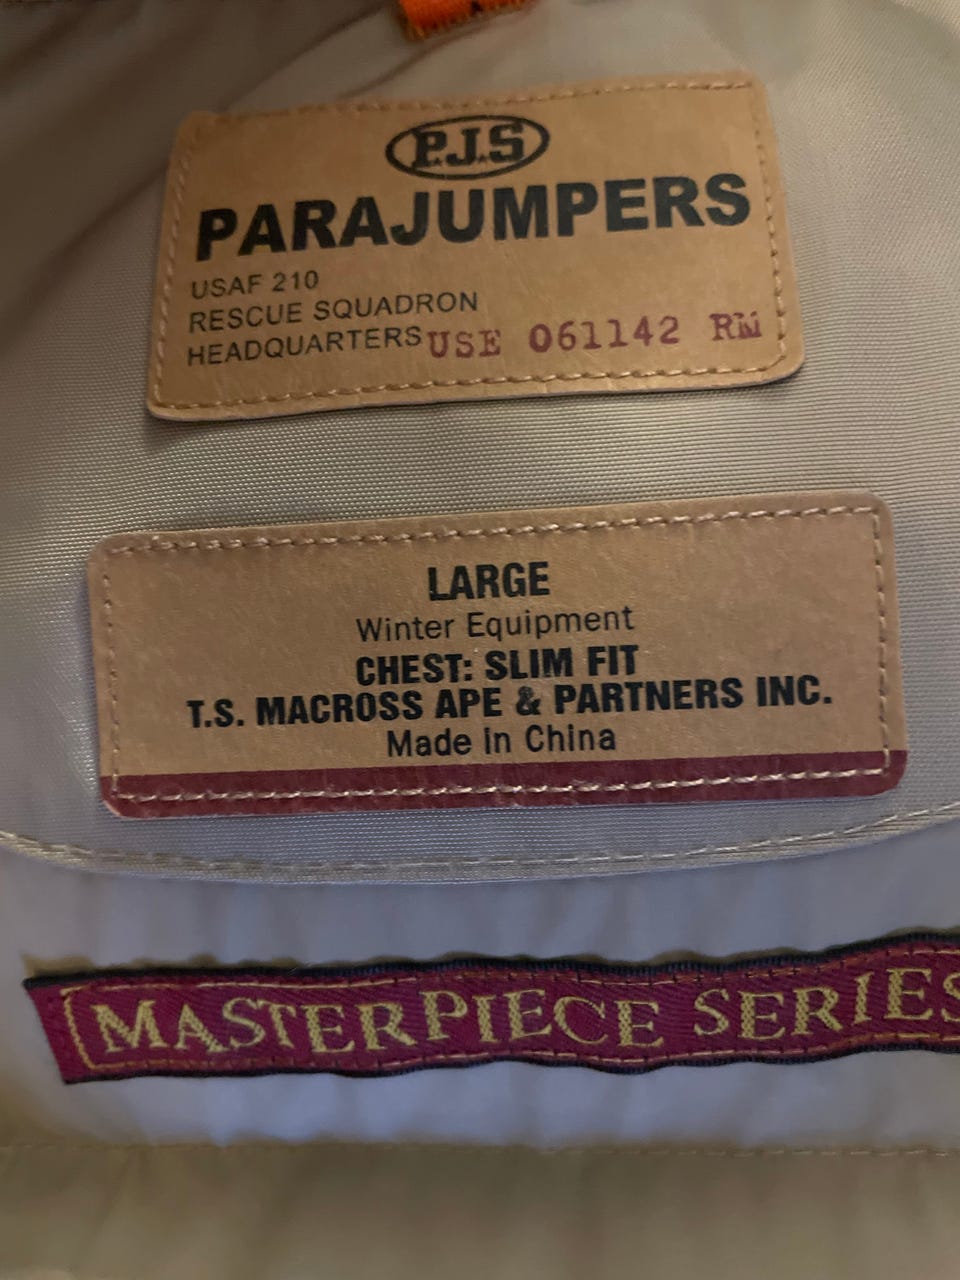 P.J.S
PARAJUMPERS
USAF 210
RESCUE SQUADRON
HEADQUARTERS USE 061142 RM
LARGE
Winter Equipment
CHEST: SLIM FIT
T.S. MACROSS APE & PARTNERS INC.
Made in China
MASTERPIECE SERIES